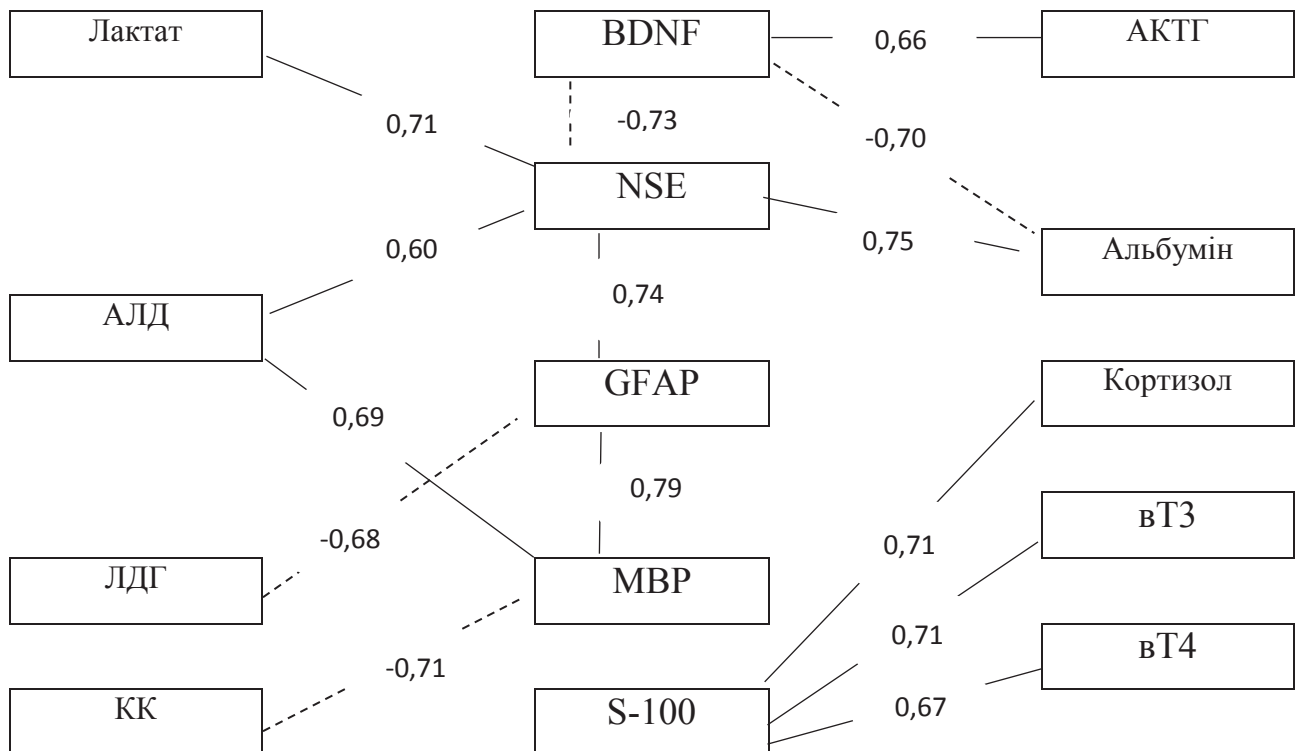 Лактат
BDNF
0,66
АКТГ
0,71
-0,73
-0,70
NSE
0,60
0,75
Альбумін
АЛД
0,74
GFAP
Кортизол
0,69
0,79
вТ3
-0,68
0,71
ЛДГ
MBP
вТ4
-0,71
0,71
КК
S-100
0,67